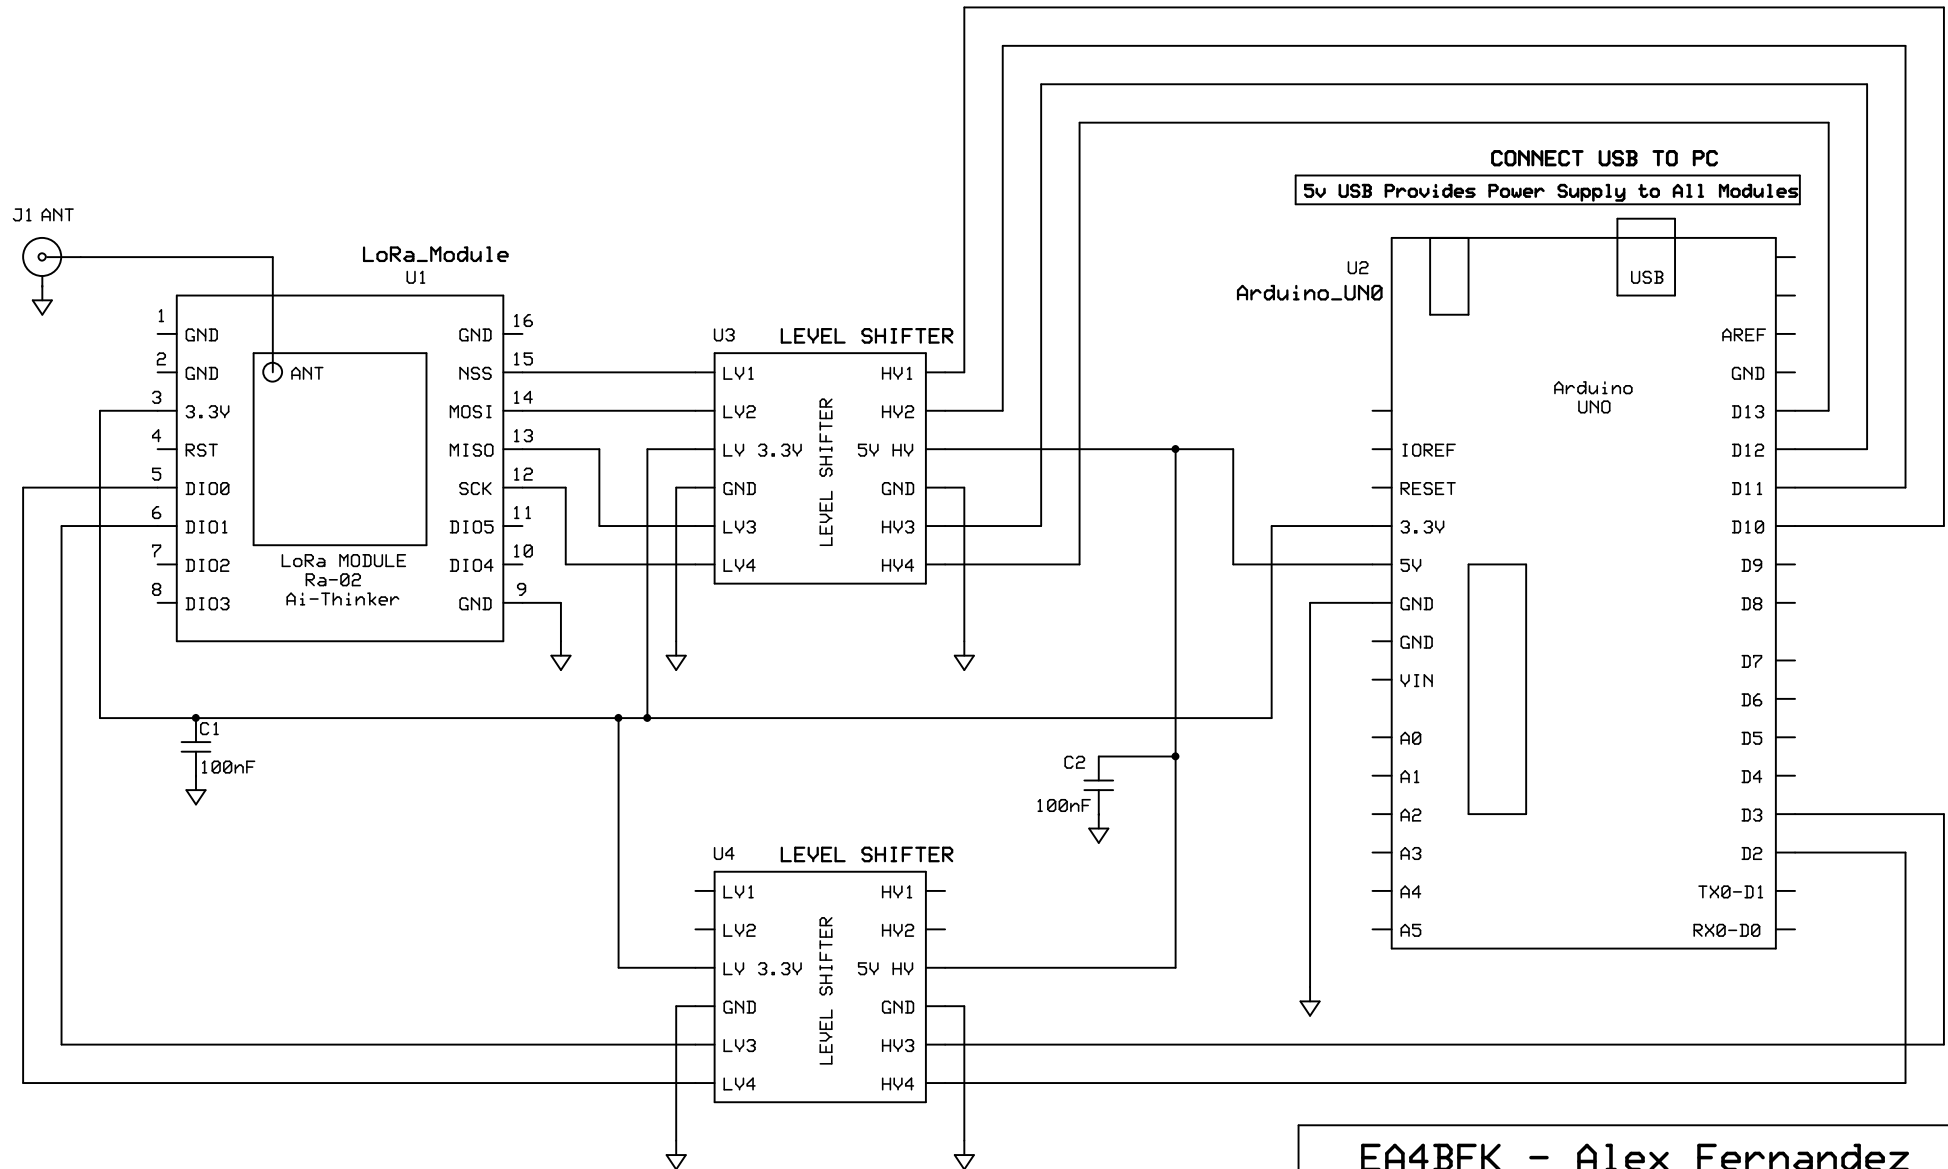 CONNECT USB TO PC
5v USB Provides Power Supply to All Modules
J1 ANT
LoRa_Module
U1
1
GND
2
GND
3
3.3V
4
RST
5
DIO0
6
DIO1
7
DIO2
8
DIO3
ANT
LoRa MODULE
Ra-02
Ai-Thinker
16
GND
15
NSS
14
MOSI
13
MISO
12
SCK
11
DIO5
10
DIO4
9
GND
U3 LEVEL SHIFTER
LV1
LV2
LV 3.3V
GND
LV3
LV4
LEVEL SHIFTER
HV1
HV2
5V HV
GND
HV3
HV4
U2
Arduino_UNO
USB
Arduino
UNO
IOREF
RESET
3.3V
5V
GND
GND
VIN
A0
A1
A2
A3
A4
A5
AREF
GND
D13
D12
D11
D10
D9
D8
D7
D6
D5
D4
D3
D2
TX0-D1
RX0-D0
C1
100nF
C2
100nF
U4 LEVEL SHIFTER
LV1
LV2
LV 3.3V
GND
LV3
LV4
LEVEL SHIFTER
HV1
HV2
5V HV
GND
HV3
HV4
EA4BFK - Alex Fernandez